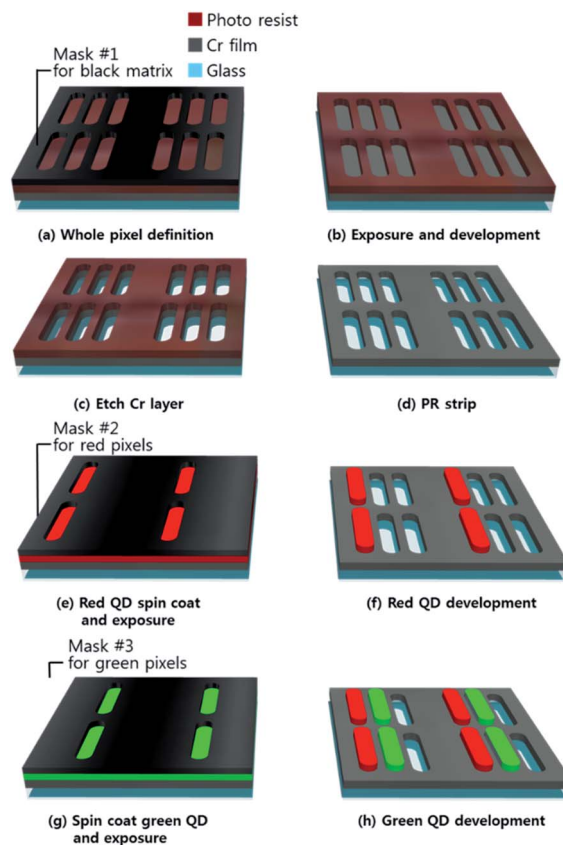 Photo resist
Cr film
Glass
Mask #1
for black matrix
(a) Whole pixel definition
(b) Exposure and development
(c) Etch Cr layer
(d) PR strip
Mask #2
for red pixels
(e) Red QD spin coat
and exposure
(f) Red QD development
Mask #3
for green pixels
(g) Spin coat green QD
and exposure
(h) Green QD development